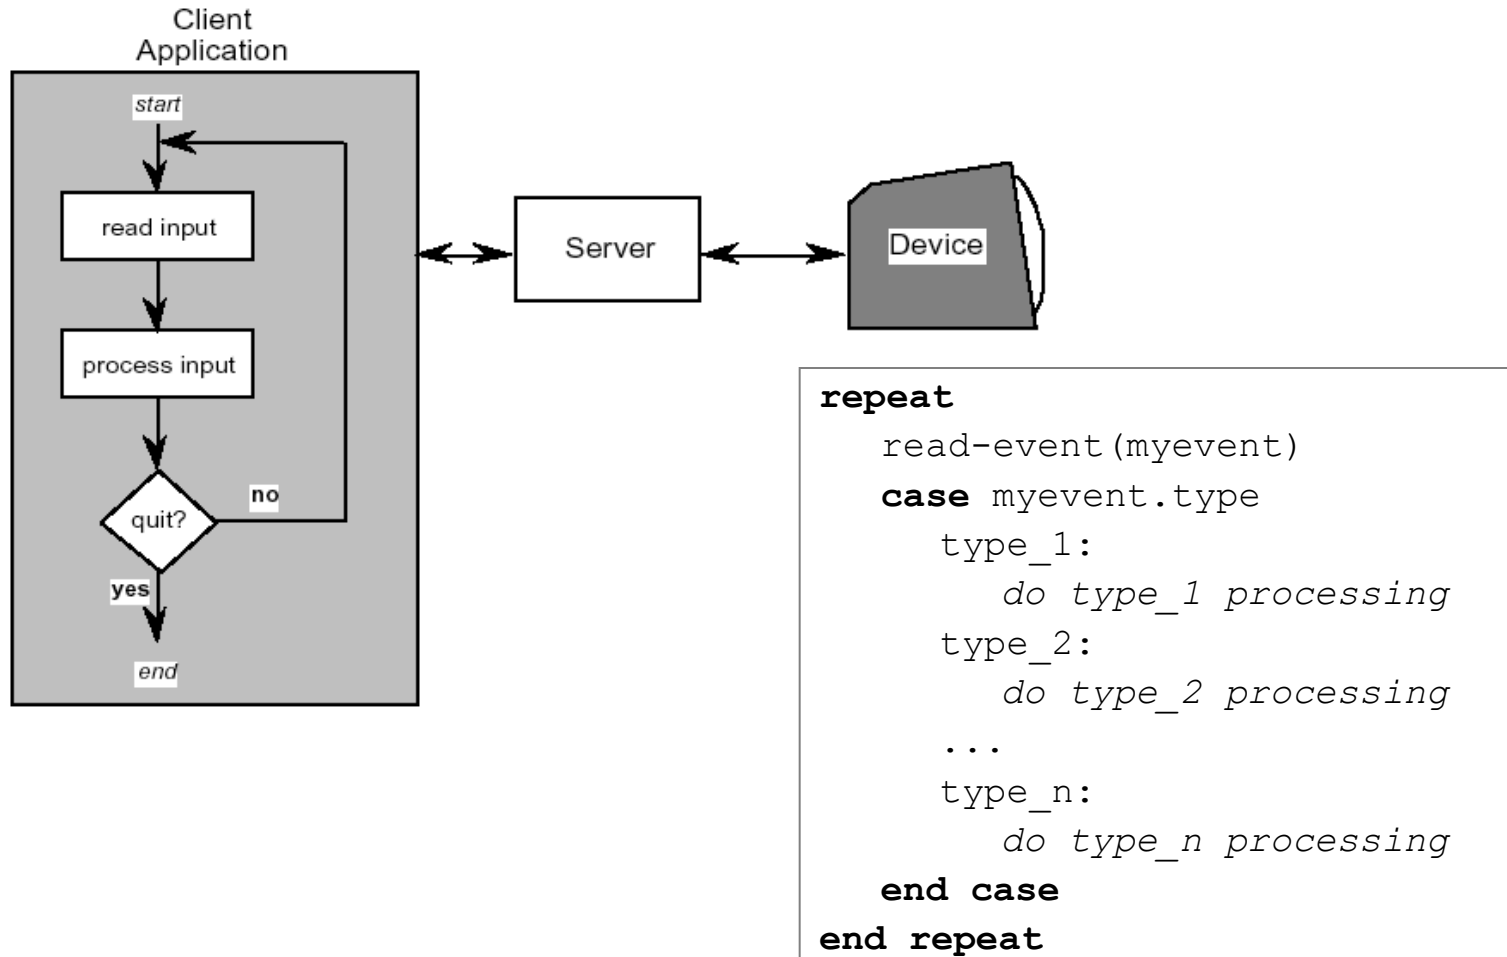 Client
Application
start
read input
process input
quit?
no
yes
end
Server
Device
repeat
read-event(myevent)
case myevent.type
type_1:
do type_1 processing
type_2:
do type_2 processing
...
type_n:
do type_n processing
end case
end repeat